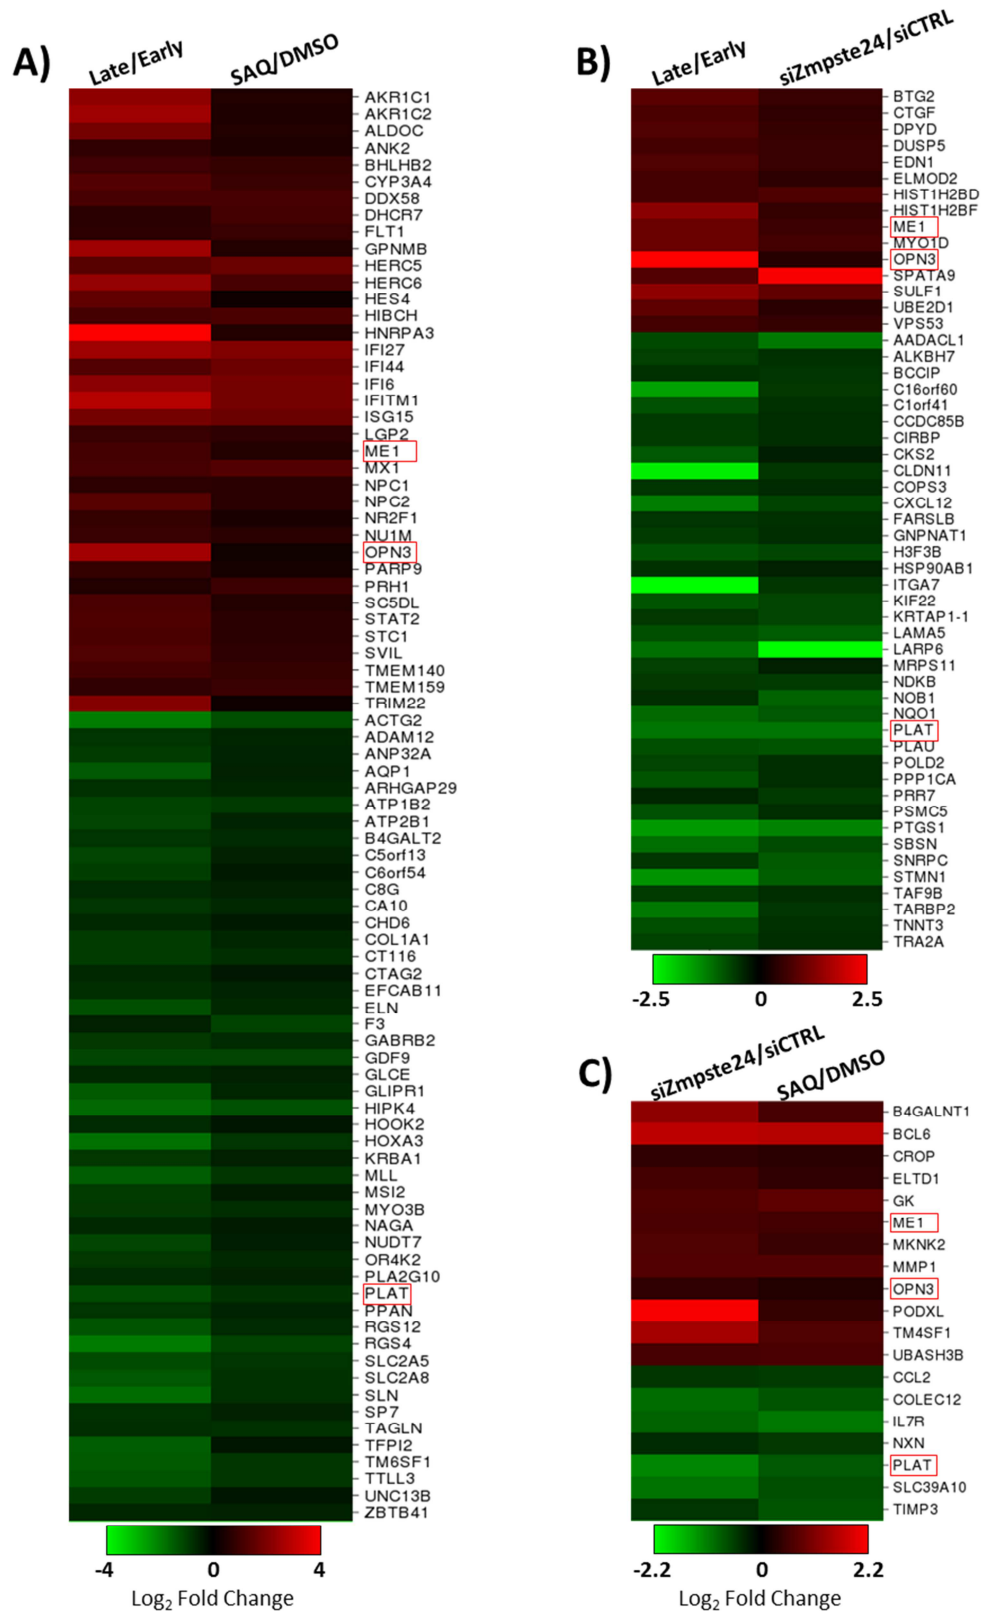 A)
Late/Early
SAQ/DMSO
AKR1C1
AKR1C2
ALDOC
ANK2
BHLHB2
CYP3A4
DDX58
DHCR7
FLT1
GPNMB
HERC5
HERC6
HES4
HIBCH
HNRPA3
IFI27
IFI44
IFI6
IFITM1
ISG15
LGP2
ME1
MX1
NPC1
NPC2
NR2F1
NU1M
OPN3
PARP9
PRH1
SC5DL
STAT2
STC1
SVIL
TMEM140
TMEM159
TRIM22
ACTG2
ADAM12
ANP32A
AQP1
ARHGAP29
ATP1B2
ATP2B1
B4GALT2
C5orf13
C6orf54
C8G
CA10
CHD6
COL1A1
CT116
CTAG2
EFCAB11
ELN
F3
GABRB2
GDF9
GLCE
GLIPR1
HIPK4
HOOK2
HOXA3
KRBA1
MLL
MSI2
MYO3B
NAGA
NUDT7
OR4K2
PLA2G10
PLAT
PPAN
RGS12
RGS4
SLC2A5
SLC2A8
SLN
SP7
TAGLN
TFPI2
TM6SF1
TTLL3
UNC13B
ZBTB41
-4 0 4
Log2 Fold Change
B)
Late/Early
siZmpste24/siCTRL
BTG2
CTGF
DPYD
DUSP5
EDN1
ELMOD2
HIST1H2BD
HIST1H2BF
ME1
MYO1D
OPN3
SPATA9
SULF1
UBE2D1
VPS53
AADACL1
ALKBH7
BCCIP
C16orf60
C1orf41
CCDC85B
CIRBP
CKS2
CLDN11
COPS3
CXCL12
FARSLB
GNPNAT1
H3F3B
HSP90AB1
ITGA7
KIF22
KRTAP1-1
LAMA5
LARP6
MRPS11
NDKB
NOB1
NQO1
PLAT
PLAU
POLD2
PPP1CA
PRR7
PSMC5
PTGS1
SBSN
SNRPC
STMN1
TAF9B
TARBP2
TNNT3
TRA2A
-2.5 0 2.5
C)
siZmpste24/siCTRL
SAQ/DMSO
B4GALNT1
BCL6
CROP
ELTD1
GK
ME1
MKNK2
MMP1
OPN3
PODXL
TM4SF1
UBASH3B
CCL2
COLEC12
IL7R
NXN
PLAT
SLC39A10
TIMP3
-2.2 0 2.2
Log2 Fold Change